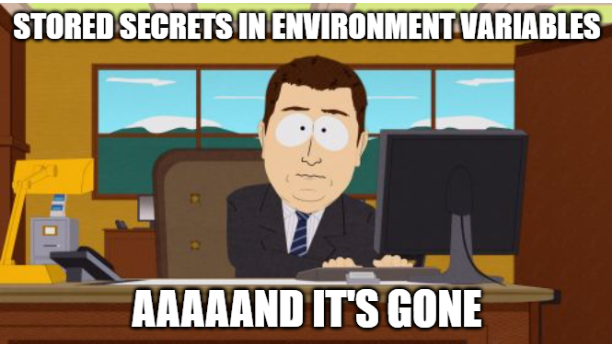 STORED SECRETS IN ENVIRONMENT VARIABLES
AAAAAND IT'S GONE